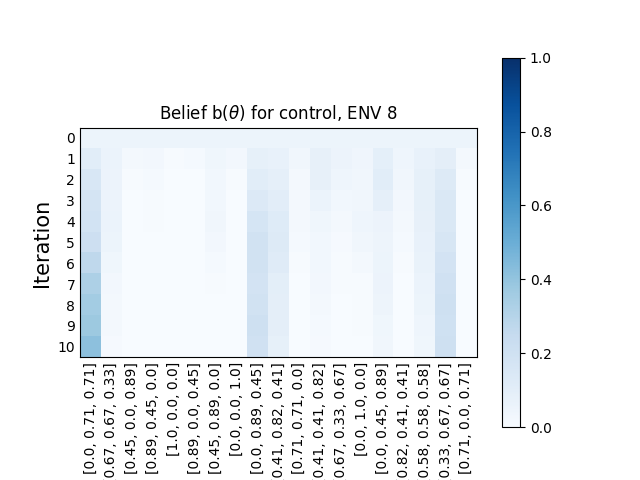 Belief b(θ) for control, ENV 8
Iteration
0
1
2
3
4
5
6
7
8
9
10
[0.0, 0.71, 0.71]
0.67, 0.67, 0.33]
[0.45, 0.0, 0.89]
[0.89, 0.45, 0.0]
[1.0, 0.0, 0.0]
[0.89, 0.0, 0.45]
[0.45, 0.89, 0.0]
[0.0, 0.0, 1.0]
[0.0, 0.89, 0.45]
0.41, 0.82, 0.41]
[0.71, 0.71, 0.0]
0.41, 0.41, 0.82]
0.67, 0.33, 0.67]
[0.0, 1.0, 0.0]
[0.0, 0.45, 0.89]
0.82, 0.41, 0.41]
0.58, 0.58, 0.58]
0.33, 0.67, 0.67]
[0.71, 0.0, 0.71]
1.0
0.8
0.6
0.4
0.2
0.0